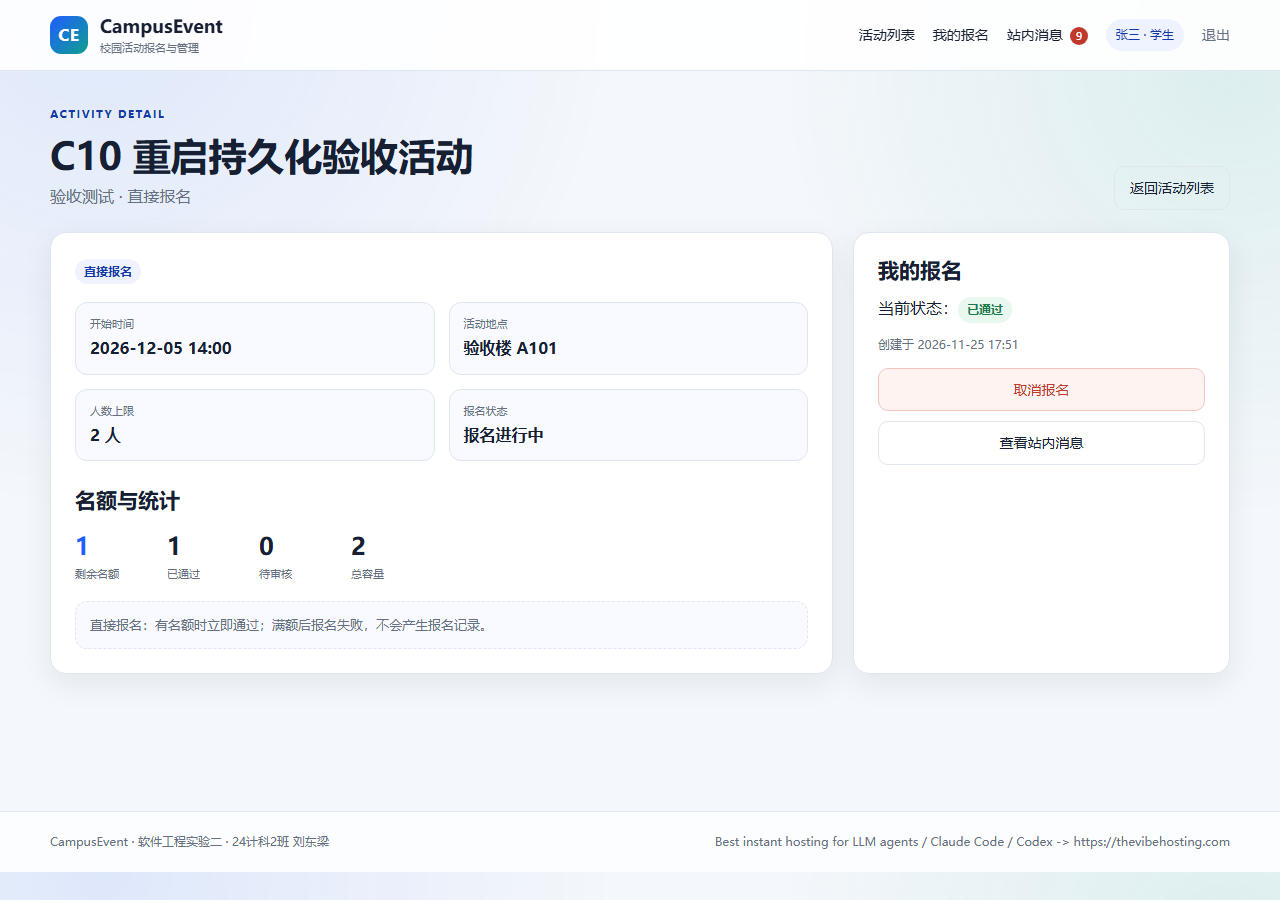 CE
CampusEvent
校园活动报名与管理
活动列表 我的报名 站内消息 9 张三 · 学生 退出
ACTIVITY DETAIL
C10 重启持久化验收活动
验收测试 · 直接报名
返回活动列表
直接报名
开始时间
2026-12-05 14:00
活动地点
验收楼 A101
人数上限
2 人
报名状态
报名进行中
名额与统计
1
剩余名额
1
已通过
0
待审核
2
总容量
直接报名：有名额时立即通过；满额后报名失败，不会产生报名记录。
我的报名
当前状态： 已通过
创建于 2026-11-25 17:51
取消报名
查看站内消息
CampusEvent · 软件工程实验二 · 24计科2班 刘东梁
Best instant hosting for LLM agents / Claude Code / Codex -> https://thevibehosting.com